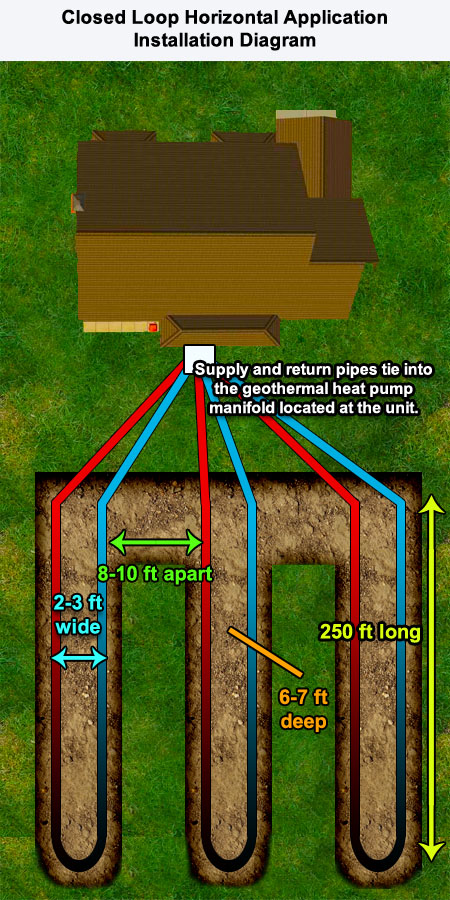 Closed Loop Horizontal Application
Installation Diagram
Supply and return pipes tie into
the geothermal heat pump
manifold located at the unit.
8-10 ft apart
2-3 ft
wide
250 ft long
6-7 ft
deep